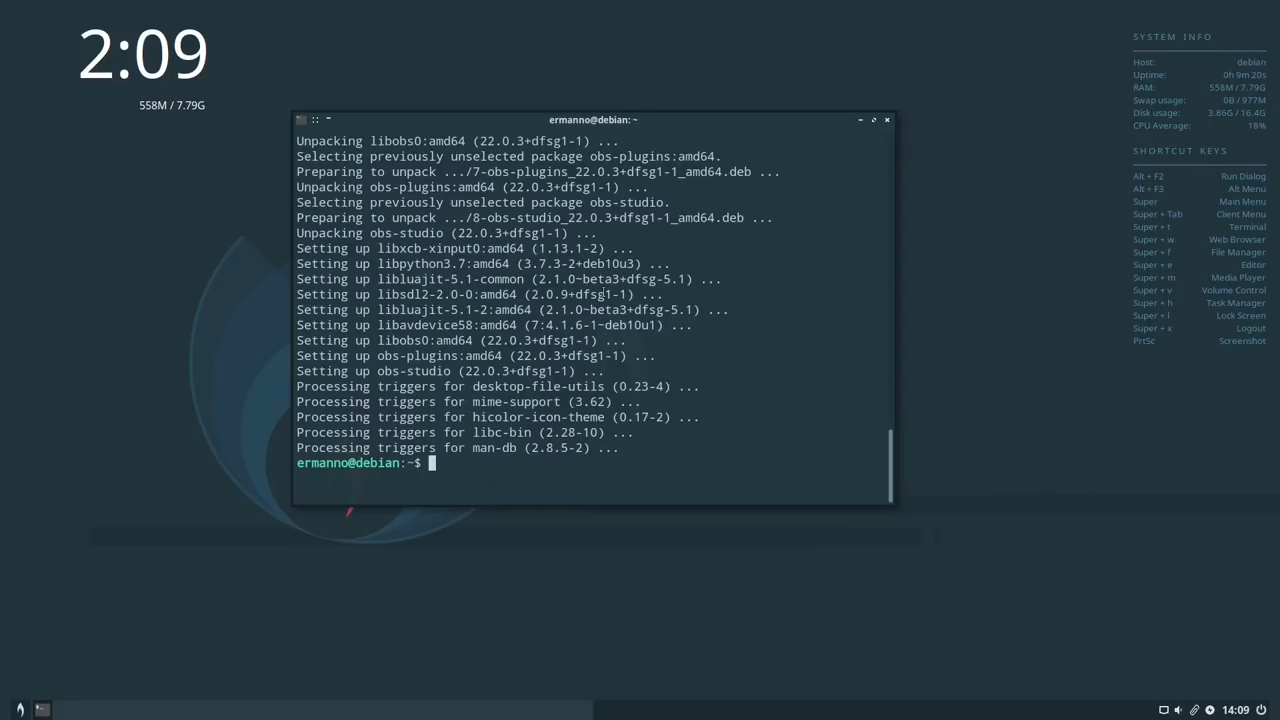 2:09
558M / 7.79G
ermanno@debian: ~
Unpacking libobs0:amd64 (22.0.3+dfsg1-1) ...
Selecting previously unselected package obs-plugins:amd64.
Preparing to unpack .../7-obs-plugins_22.0.3+dfsg1-1_amd64.deb ...
Unpacking obs-plugins:amd64 (22.0.3+dfsg1-1) ...
Selecting previously unselected package obs-studio.
Preparing to unpack .../8-obs-studio_22.0.3+dfsg1-1_amd64.deb ...
Unpacking obs-studio (22.0.3+dfsg1-1) ...
Setting up libxcb-xinput0:amd64 (1.13.1-2) ...
Setting up libpython3.7:amd64 (3.7.3-2+deb10u3) ...
Setting up libluajit-5.1-common (2.1.0~beta3+dfsg-5.1) ...
Setting up libsdl2-2.0-0:amd64 (2.0.9+dfsg1-1) ...
Setting up libluajit-5.1-2:amd64 (2.1.0~beta3+dfsg-5.1) ...
Setting up libavdevice58:amd64 (7:4.1.6-1~deb10u1) ...
Setting up libobs0:amd64 (22.0.3+dfsg1-1) ...
Setting up obs-plugins:amd64 (22.0.3+dfsg1-1) ...
Setting up obs-studio (22.0.3+dfsg1-1) ...
Processing triggers for desktop-file-utils (0.23-4) ...
Processing triggers for mime-support (3.62) ...
Processing triggers for hicolor-icon-theme (0.17-2) ...
Processing triggers for libc-bin (2.28-10) ...
Processing triggers for man-db (2.8.5-2) ...
ermanno@debian:~$
SYSTEM INFO
Host: debian
Uptime: 0h 9m 20s
RAM: 558M / 7.79G
Swap usage: 0B / 977M
Disk usage: 3.86G / 16.4G
CPU Average: 18%
SHORTCUT KEYS
Alt + F2 Run Dialog
Alt + F3 Alt Menu
Super Main Menu
Super + Tab Client Menu
Super + t Terminal
Super + w Web Browser
Super + f File Manager
Super + e Editor
Super + m Media Player
Super + v Volume Control
Super + h Task Manager
Super + l Lock Screen
Super + x Logout
PrtSc Screenshot
14:09